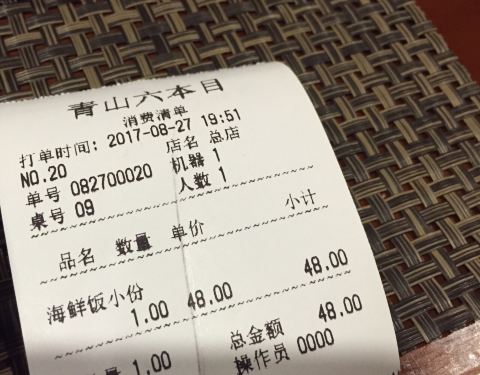 青山六本目
消费清单
打单时间: 2017-08-27 19:51
NO.20 店名 总店
单号 082700020 机器 1
桌号 09 人数 1
品名 数量 单价 小计
海鲜饭小份
1.00 48.00 48.00
量 1.00 总金额 48.00
操作员 0000